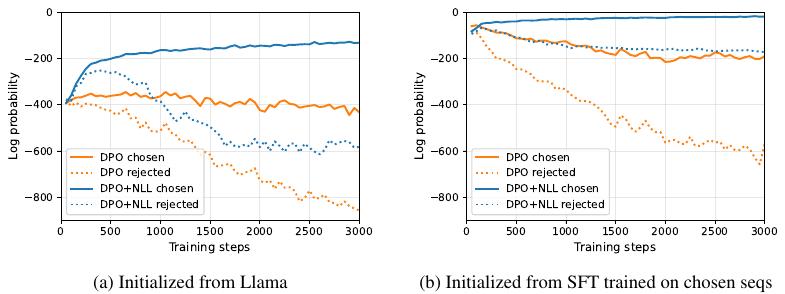 0
−200
−400
−600
−800
Log probability
DPO chosen
DPO rejected
DPO+NLL chosen
DPO+NLL rejected
0 500 1000 1500 2000 2500 3000
Training steps
(a) Initialized from Llama
0
−200
−400
−600
−800
Log probability
DPO chosen
DPO rejected
DPO+NLL chosen
DPO+NLL rejected
0 500 1000 1500 2000 2500 3000
Training steps
(b) Initialized from SFT trained on chosen seqs